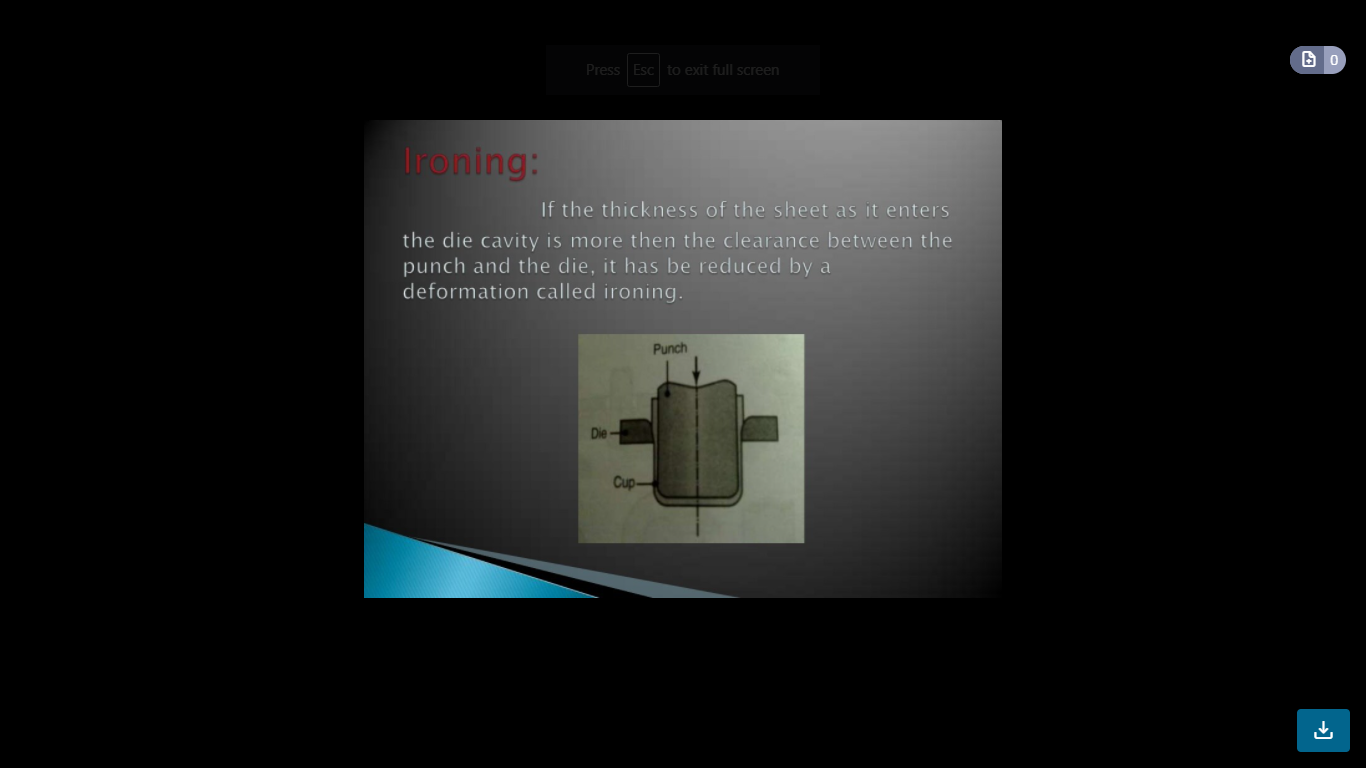 Press Esc to exit full screen
0
Ironing:
If the thickness of the sheet as it enters
the die cavity is more then the clearance between the
punch and the die, it has be reduced by a
deformation called ironing.
Punch
Die
Cup